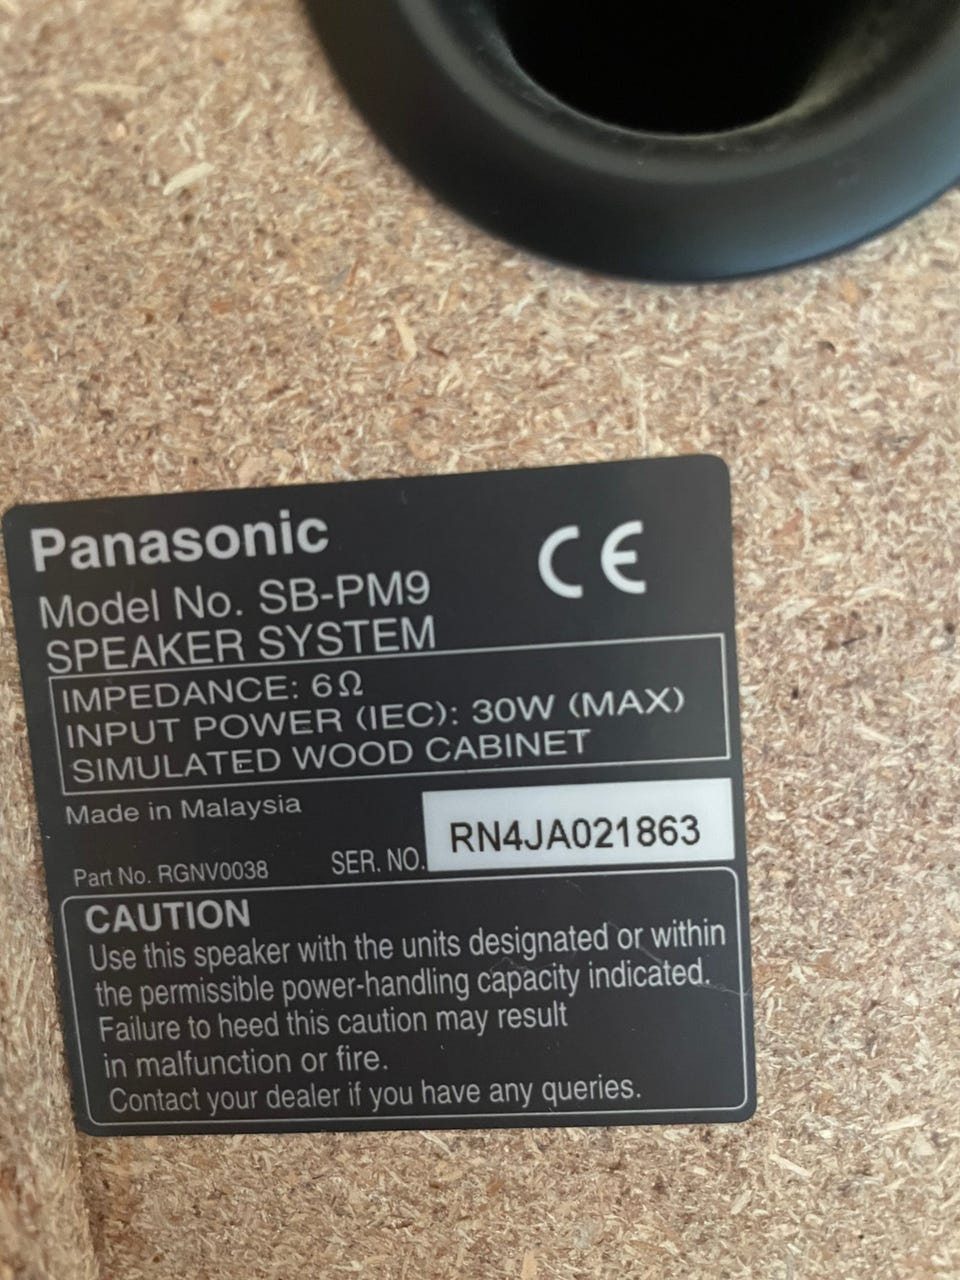 Panasonic
CE
Model No. SB-PM9
SPEAKER SYSTEM
IMPEDANCE: 6Ω
INPUT POWER (IEC): 30W (MAX)
SIMULATED WOOD CABINET
Made in Malaysia
Part No. RGNV0038 SER. NO. RN4JA021863
CAUTION
Use this speaker with the units designated or within
the permissible power-handling capacity indicated.
Failure to heed this caution may result
in malfunction or fire.
Contact your dealer if you have any queries.